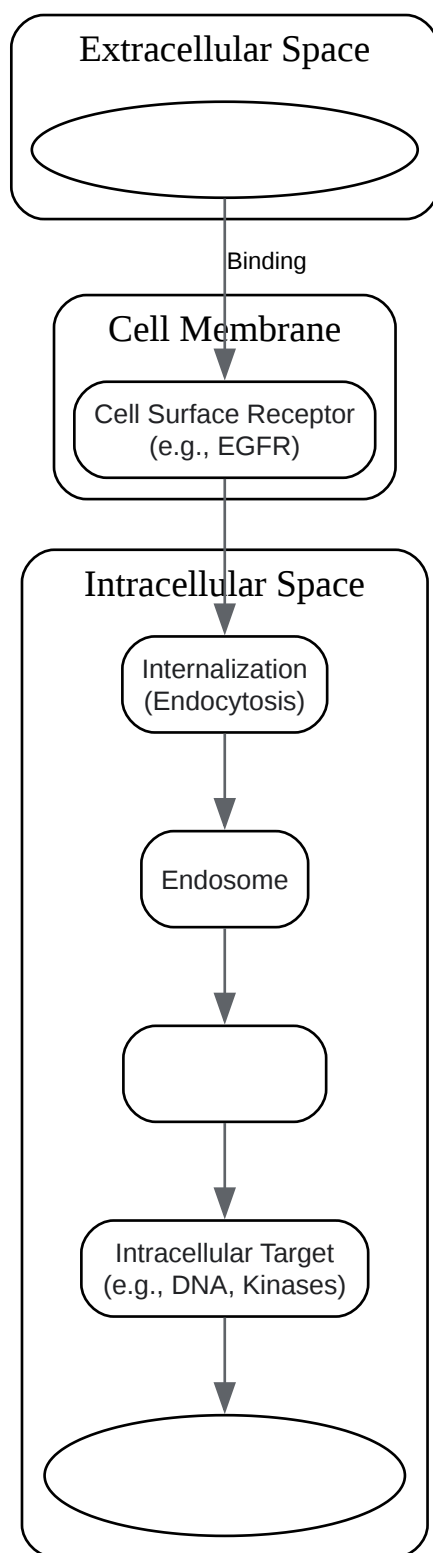 Extracellular Space
Binding
Cell Membrane
Cell Surface Receptor
(e.g., EGFR)
Intracellular Space
Internalization
(Endocytosis)
Endosome
Intracellular Target
(e.g., DNA, Kinases)